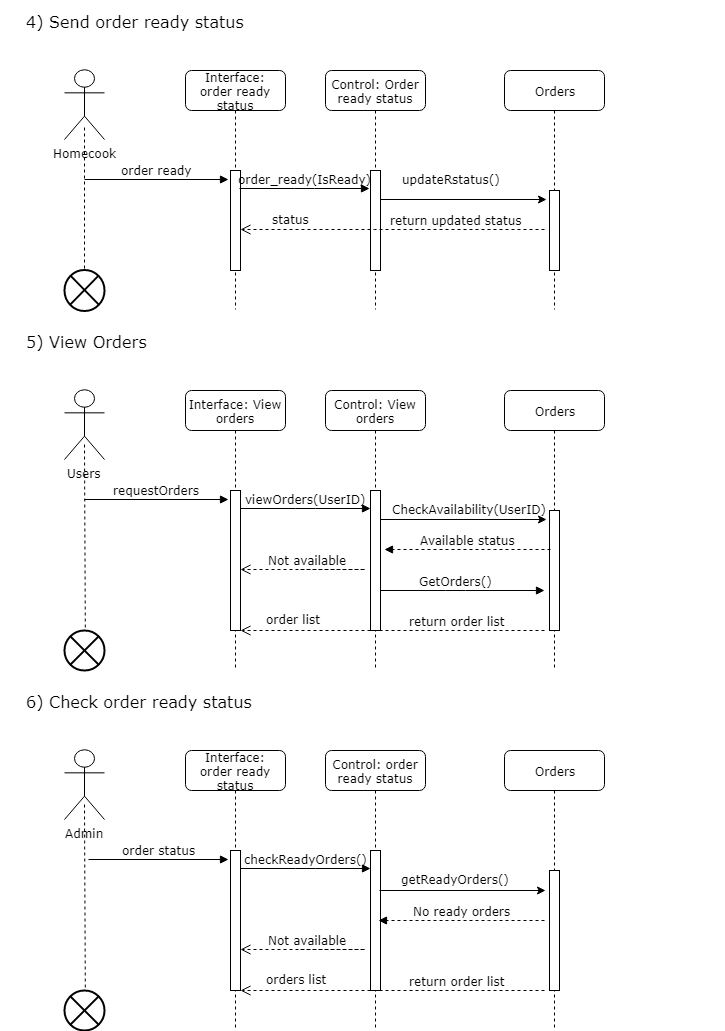 4) Send order ready status
Interface:
order ready
status
Control: Order
ready status
Orders
Homecook
order ready
order_ready(IsReady)
updateRstatus()
status
return updated status
5) View Orders
Interface: View
orders
Control: View
orders
Orders
Users
requestOrders
viewOrders(UserID)
CheckAvailability(UserID)
Available status
Not available
GetOrders()
order list
return order list
6) Check order ready status
Interface:
order ready
status
Control: order
ready status
Orders
Admin
order status
checkReadyOrders()
getReadyOrders()
No ready orders
Not available
orders list
return order list